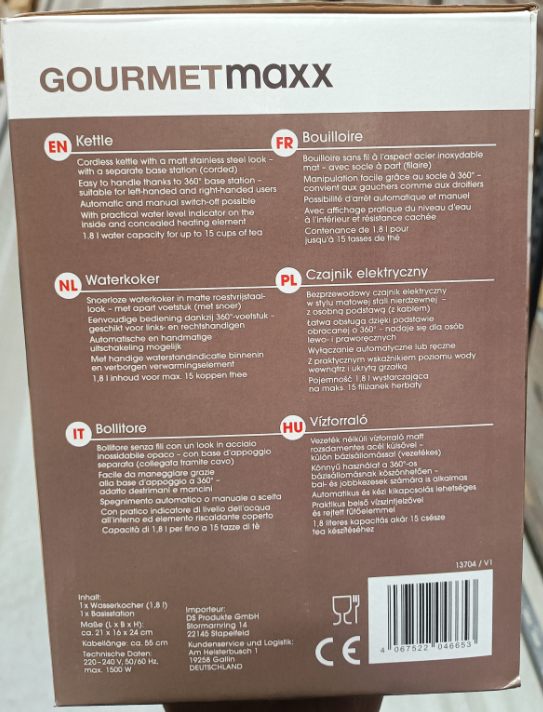 GOURMETmaxx
EN Kettle
Cordless kettle with a matt stainless steel look –
with a separate base station (corded)
Easy to handle thanks to 360° base station –
suitable for left-handed and right-handed users
Automatic and manual switch-off possible
With practical water level indicator on the
inside and concealed heating element
1.8 l water capacity for up to 15 cups of tea
FR Bouilloire
Bouilloire sans fil à l'aspect acier inoxydable
mat – avec socle à part (filaire)
Manipulation facile grâce au socle à 360° –
convient aux gauchers comme aux droitiers
Possibilité d'arrêt automatique et manuel
Avec affichage pratique du niveau d'eau
à l'intérieur et résistance cachée
Contenance de 1,8 l pour
jusqu'à 15 tasses de thé
NL Waterkoker
Snoerloze waterkoker in matte roestvrijstaal-
look – met apart voetstuk (met snoer)
Eenvoudige bediening dankzij 360°-voetstuk –
geschikt voor links- en rechtshandigen
Automatische en handmatige
uitschakeling mogelijk
Met handige waterstandindicatie binnenin
en verborgen verwarmingselement
1,8 l inhoud voor max. 15 koppen thee
PL Czajnik elektryczny
Bezprzewodowy czajnik elektryczny
w stylu matowej stali nierdzewnej –
z osobną podstawą (z kablem)
Łatwa obsługa dzięki podstawie
obracanej o 360° – nadaje się dla osób
lewo- i praworęcznych
Wyłączanie automatyczne lub ręczne
Z praktycznym wskaźnikiem poziomu wody
wewnątrz i ukrytą grzałką
Pojemność 1,8 l wystarczająca
na maks. 15 filiżanek herbaty
IT Bollitore
Bollitore senza fili con un look in acciaio
inossidabile opaco – con base d'appoggio
separata (collegata tramite cavo)
Facile da maneggiare grazie
alla base d'appoggio a 360° –
adatto destrimani e mancini
Spegnimento automatico o manuale a scelta
Con pratico indicatore di livello dell'acqua
all'interno ed elemento riscaldante coperto
Capacità di 1,8 l per fino a 15 tazze di tè
HU Vízforraló
Vezeték nélküli vízforraló matt
rozsdamentes acél külsővel –
külön bázisállomással (vezetékes)
Könnyű használat a 360°-os
bázisállomásnak köszönhetően –
bal- és jobbkezesek számára is alkalmas
Automatikus és kézi kikapcsolás lehetséges
Praktikus belső vízszintjelzővel
és rejtett fűtőelemmel
1,8 literes kapacitás akár 15 csésze
tea készítéséhez
13704 / V1
Inhalt:
1 x Wasserkocher (1,8 l)
1 x Basisstation
Maße (L x B x H):
ca. 21 x 16 x 24 cm
Kabellänge: ca. 65 cm
Technische Daten:
220-240 V, 50/60 Hz,
max. 1500 W
Importeur:
DS Produkte GmbH
Stormarnring 14
22145 Stapelfeld
Kundenservice und Logistik:
Am Heisterbusch 1
19258 Gallin
DEUTSCHLAND
CE
4 067522 046653